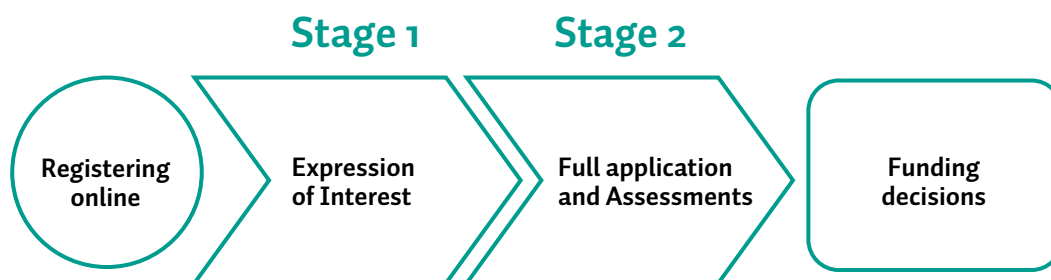 Stage 1
Stage 2
Registering
online
Expression
of Interest
Full application
and Assessments
Funding
decisions